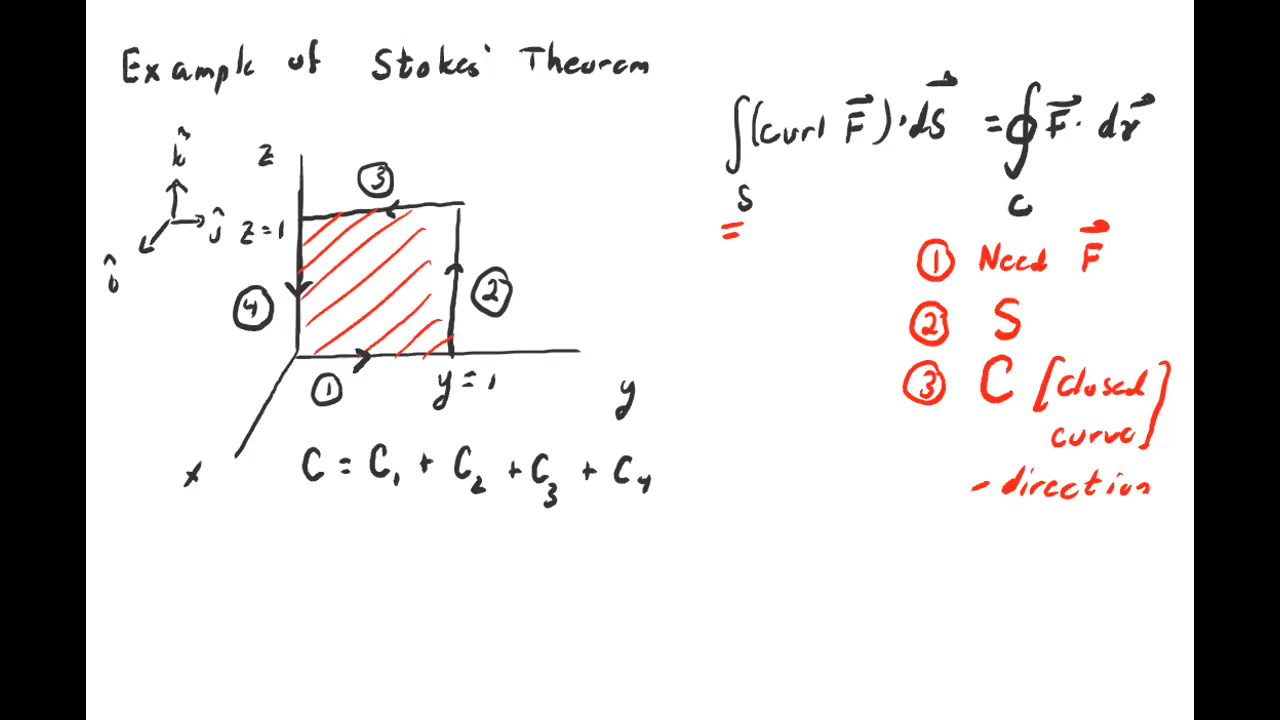 Example of Stokes' Theorem
∫(curl F⃗)·dS⃗ = ∮F⃗·dr⃗
S
C
k̂
z
③
ĵ
z=1
î
① Need F⃗
④
②
② S
①
y=1
y
③ C [closed
curve]
x
C = C₁ + C₂ + C₃ + C₄
- direction